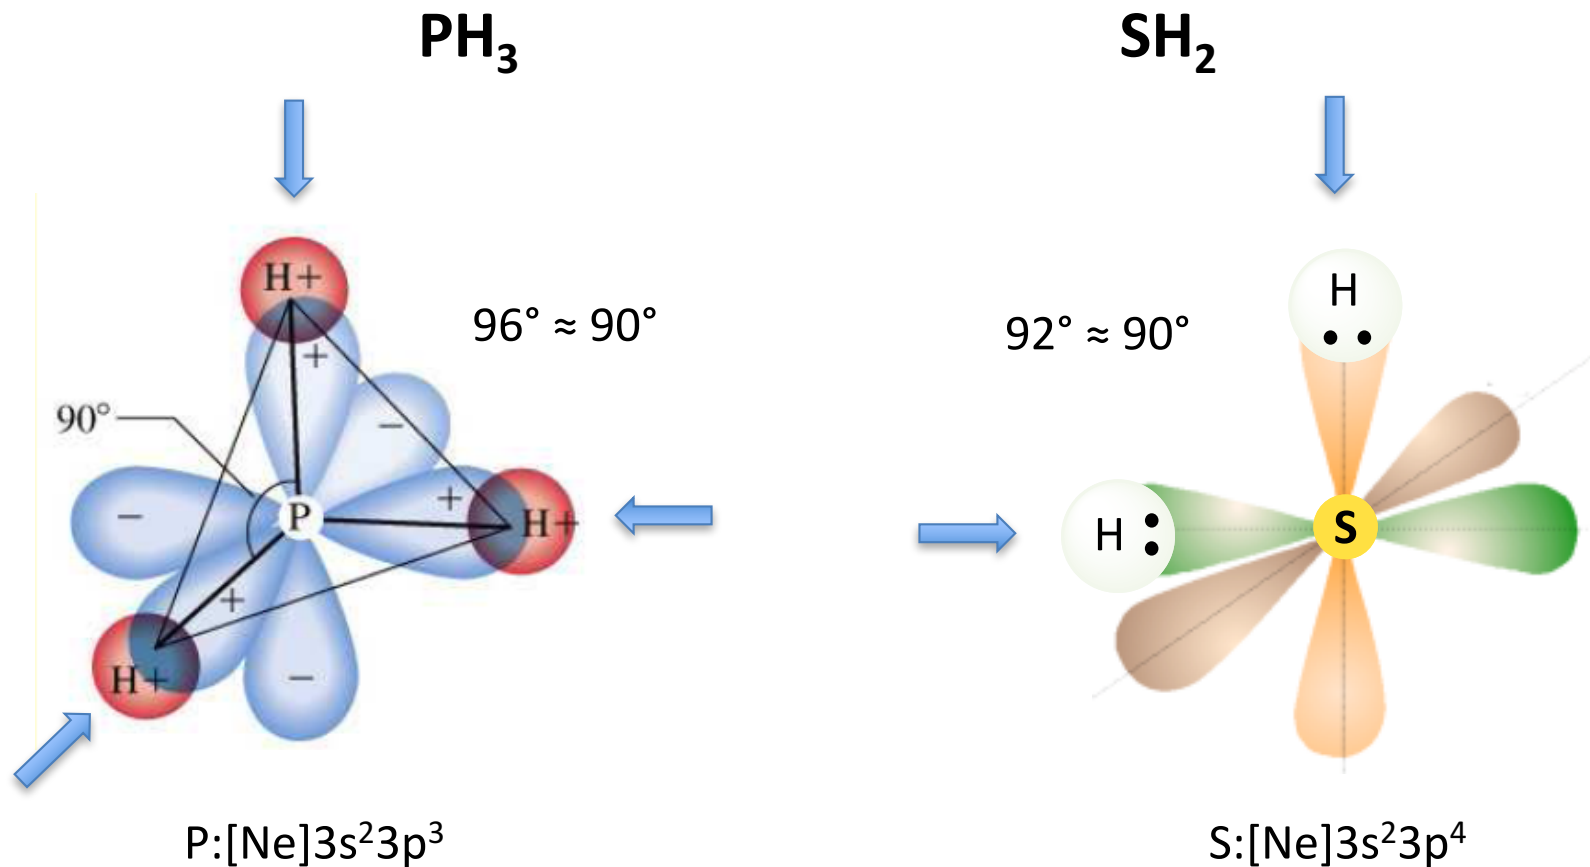 PH₃
SH₂
H+
96° ≈ 90°
+
90°
−
−
+
P
H+
+
H+
−
H
92° ≈ 90°
H
S
P:[Ne]3s²3p³
S:[Ne]3s²3p⁴